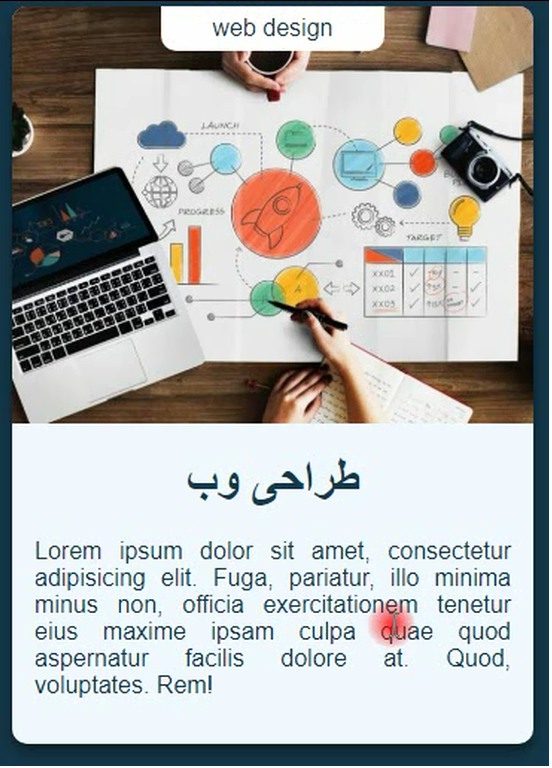 web design
LAUNCH
PROGRESS
TARGET
XX01
XX02
XX03
A
طراحی وب
Lorem ipsum dolor sit amet, consectetur
adipisicing elit. Fuga, pariatur, illo minima
minus non, officia exercitationem tenetur
eius maxime ipsam culpa quae quod
aspernatur facilis dolore at. Quod,
voluptates. Rem!